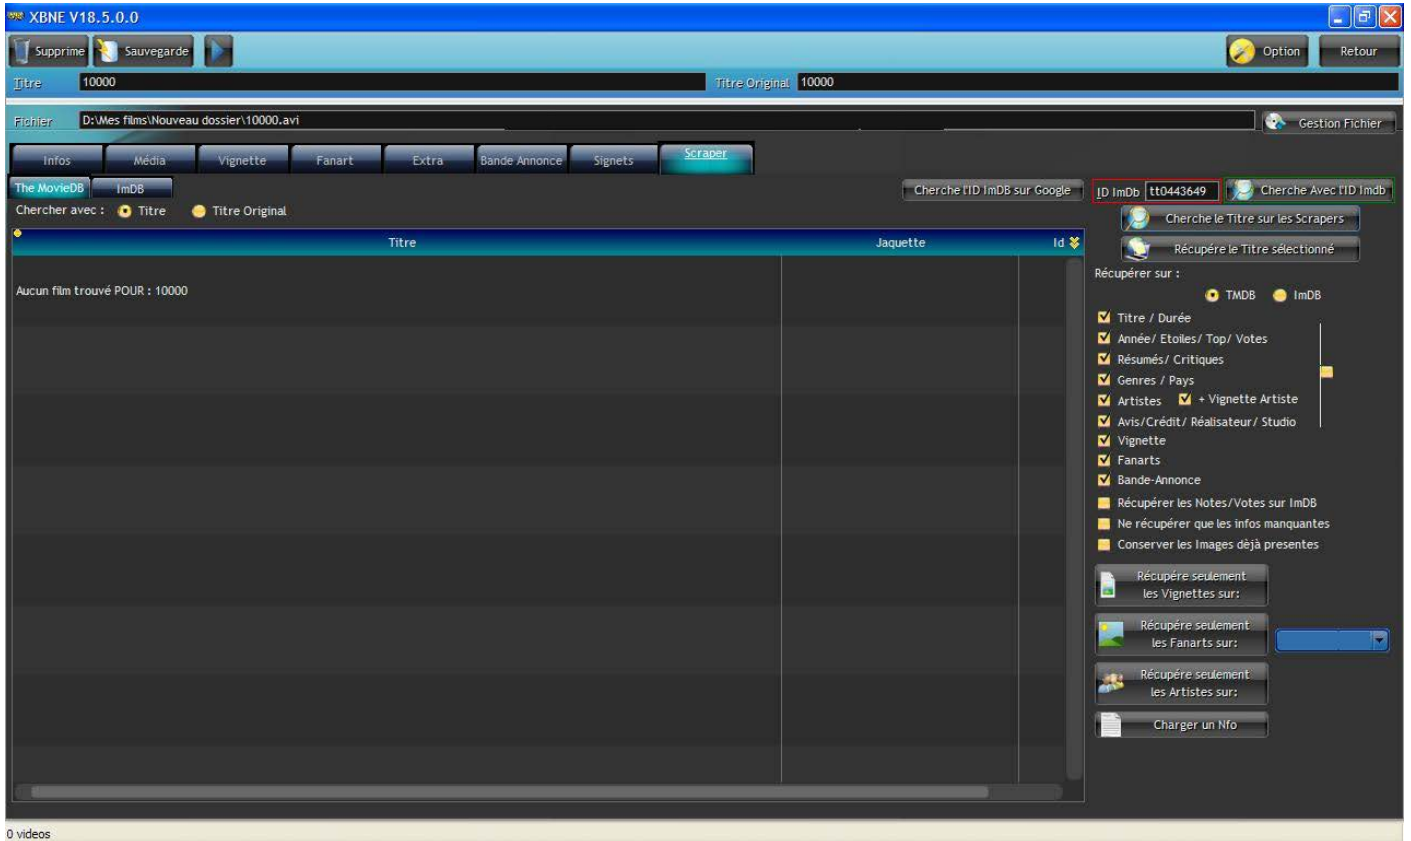 XBNE V18.5.0.0
Supprime Sauvegarde Option Retour
Titre 10000 Titre Original 10000
Fichier D:\Mes films\Nouveau dossier\10000.avi Gestion Fichier
Infos Média Vignette Fanart Extra Bande Annonce Signets Scraper
The MovieDB ImDB Cherche l'ID ImDB sur Google ID ImDb tt0443649 Cherche Avec l'ID Imdb
Chercher avec : Titre Titre Original
Cherche le Titre sur les Scrapers
Titre Jaquette Id
Récupére le Titre sélectionné
Récupérer sur :
Aucun film trouvé POUR : 10000
TMDB ImDB
Titre / Durée
Année/ Etoiles/ Top/ Votes
Résumés/ Critiques
Genres / Pays
Artistes + Vignette Artiste
Avis/Crédit/ Réalisateur/ Studio
Vignette
Fanarts
Bande-Annonce
Récupérer les Notes/Votes sur ImDB
Ne récupérer que les infos manquantes
Conserver les Images dèjà presentes
Récupére seulement
les Vignettes sur:
Récupére seulement
les Fanarts sur:
Récupére seulement
les Artistes sur:
Charger un Nfo
0 videos